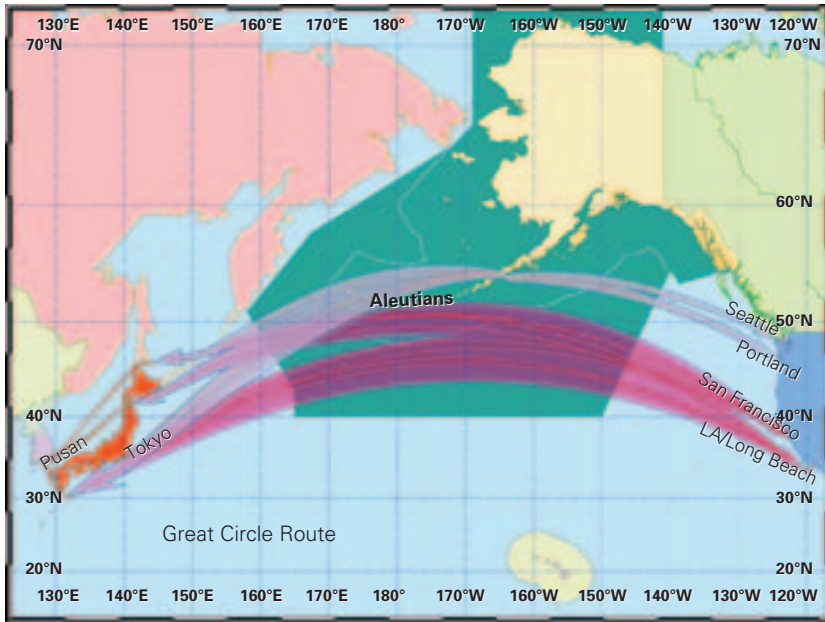 130°E 140°E 150°E 160°E 170°E 180° 170°W 160°W 150°W 140°W 130°W 120°W
70°N 70°N
60°N
Aleutians
50°N 50°N
Seattle
Portland
San Francisco
40°N 40°N
LA/Long Beach
Pusan
Tokyo
30°N 30°N
Great Circle Route
20°N 20°N
130°E 140°E 150°E 160°E 170°E 180° 170°W 160°W 150°W 140°W 130°W 120°W